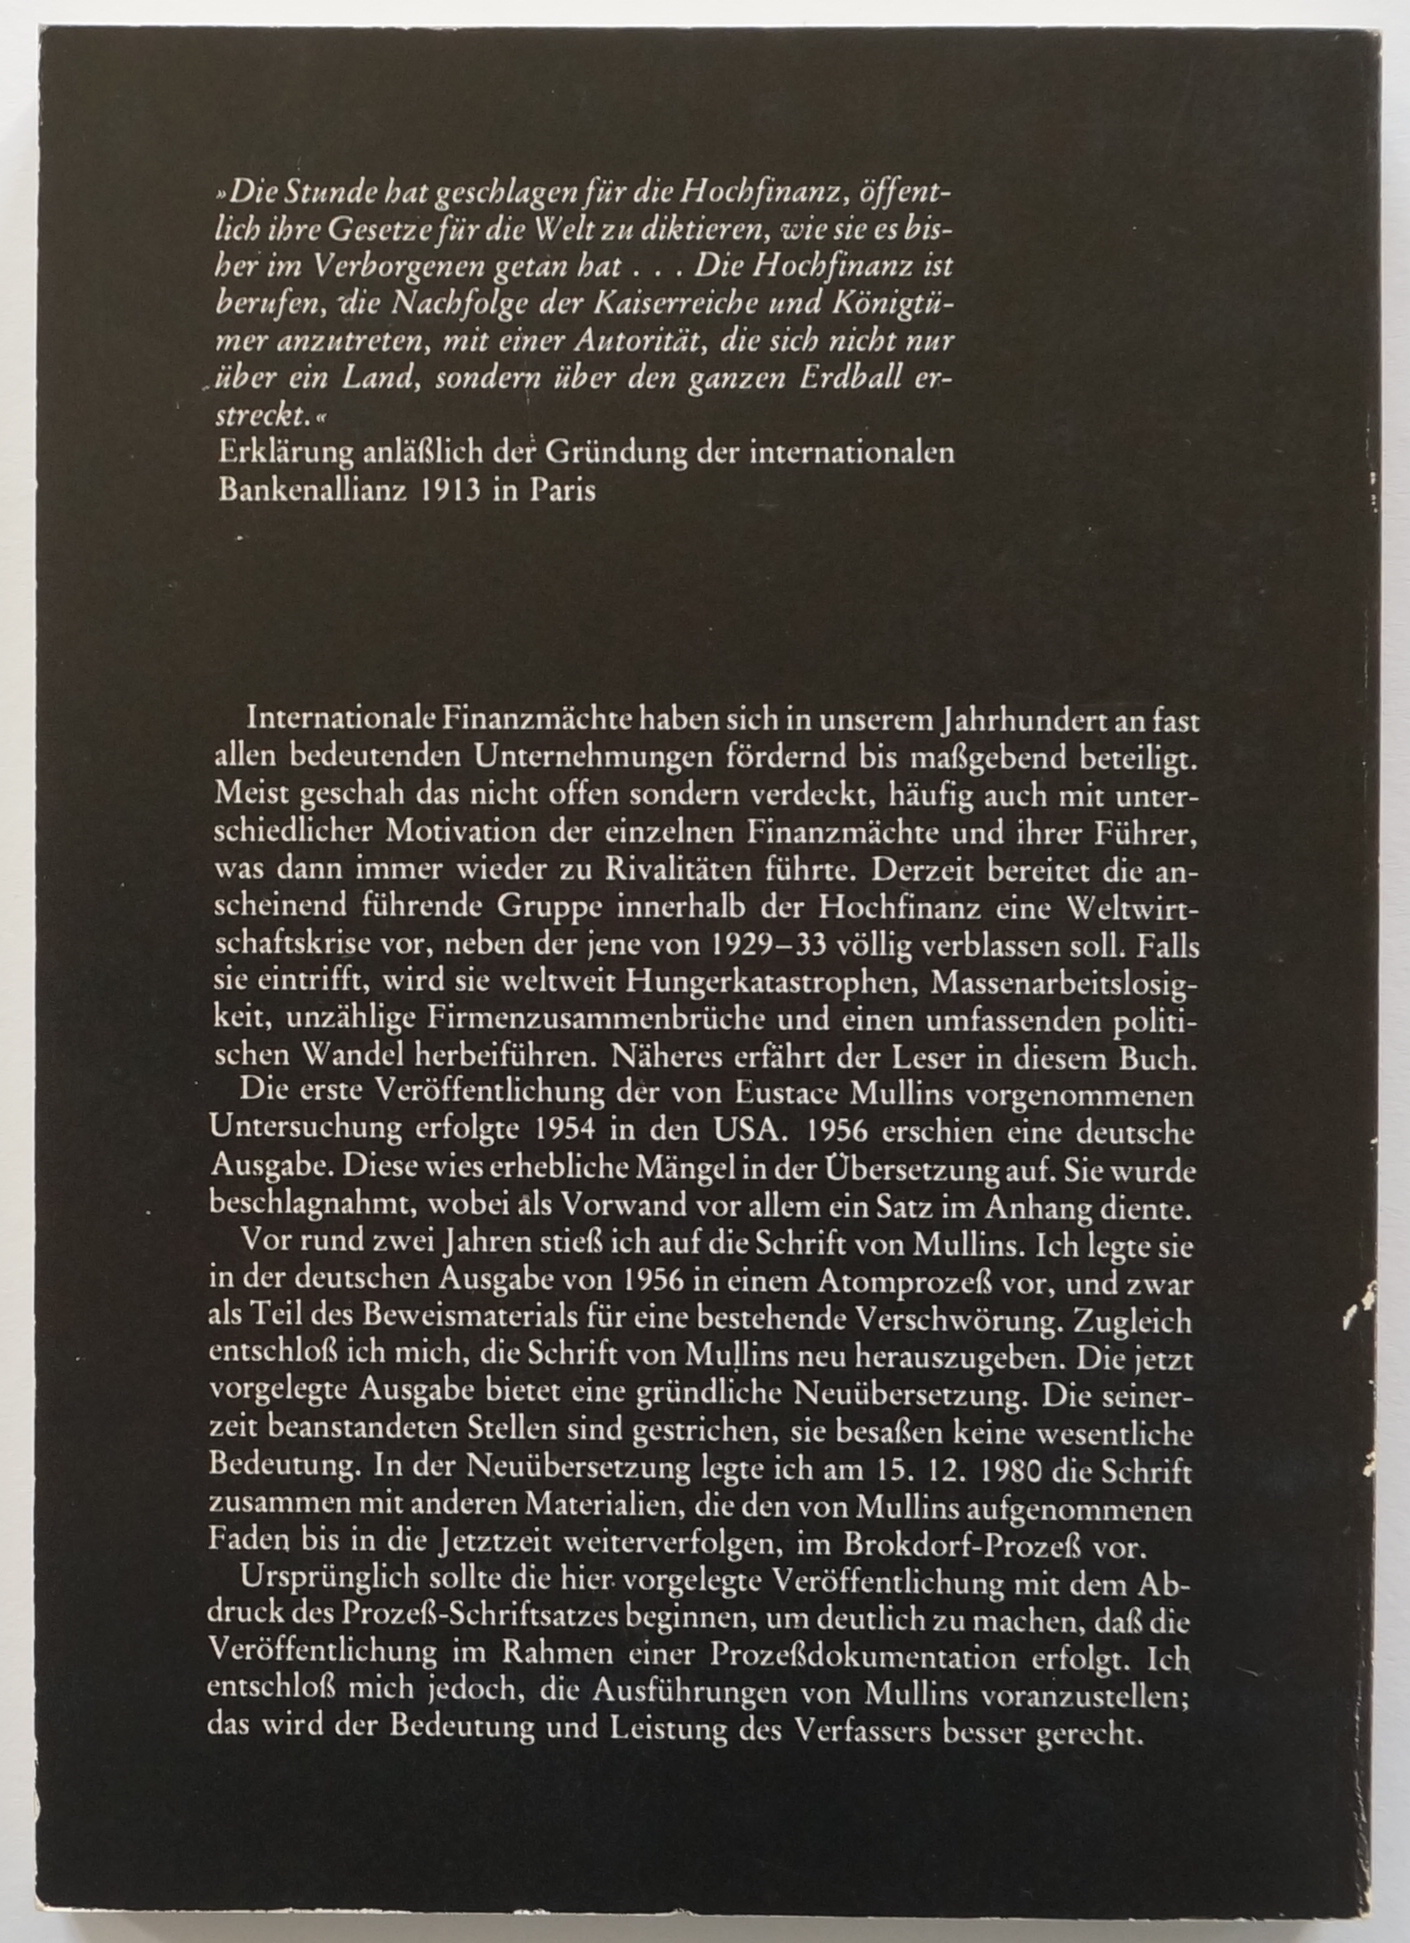 »Die Stunde hat geschlagen für die Hochfinanz, öffent-
lich ihre Gesetze für die Welt zu diktieren, wie sie es bis-
her im Verborgenen getan hat . . . Die Hochfinanz ist
berufen, die Nachfolge der Kaiserreiche und Königtü-
mer anzutreten, mit einer Autorität, die sich nicht nur
über ein Land, sondern über den ganzen Erdball er-
streckt.«
Erklärung anläßlich der Gründung der internationalen
Bankenallianz 1913 in Paris
Internationale Finanzmächte haben sich in unserem Jahrhundert an fast
allen bedeutenden Unternehmungen fördernd bis maßgebend beteiligt.
Meist geschah das nicht offen sondern verdeckt, häufig auch mit unter-
schiedlicher Motivation der einzelnen Finanzmächte und ihrer Führer,
was dann immer wieder zu Rivalitäten führte. Derzeit bereitet die an-
scheinend führende Gruppe innerhalb der Hochfinanz eine Weltwirt-
schaftskrise vor, neben der jene von 1929–33 völlig verblassen soll. Falls
sie eintrifft, wird sie weltweit Hungerkatastrophen, Massenarbeitslosig-
keit, unzählige Firmenzusammenbrüche und einen umfassenden politi-
schen Wandel herbeiführen. Näheres erfährt der Leser in diesem Buch.
Die erste Veröffentlichung der von Eustace Mullins vorgenommenen
Untersuchung erfolgte 1954 in den USA. 1956 erschien eine deutsche
Ausgabe. Diese wies erhebliche Mängel in der Übersetzung auf. Sie wurde
beschlagnahmt, wobei als Vorwand vor allem ein Satz im Anhang diente.
Vor rund zwei Jahren stieß ich auf die Schrift von Mullins. Ich legte sie
in der deutschen Ausgabe von 1956 in einem Atomprozeß vor, und zwar
als Teil des Beweismaterials für eine bestehende Verschwörung. Zugleich
entschloß ich mich, die Schrift von Mullins neu herauszugeben. Die jetzt
vorgelegte Ausgabe bietet eine gründliche Neuübersetzung. Die seiner-
zeit beanstandeten Stellen sind gestrichen, sie besaßen keine wesentliche
Bedeutung. In der Neuübersetzung legte ich am 15. 12. 1980 die Schrift
zusammen mit anderen Materialien, die den von Mullins aufgenommenen
Faden bis in die Jetztzeit weiterverfolgen, im Brokdorf-Prozeß vor.
Ursprünglich sollte die hier vorgelegte Veröffentlichung mit dem Ab-
druck des Prozeß-Schriftsatzes beginnen, um deutlich zu machen, daß die
Veröffentlichung im Rahmen einer Prozeßdokumentation erfolgt. Ich
entschloß mich jedoch, die Ausführungen von Mullins voranzustellen;
das wird der Bedeutung und Leistung des Verfassers besser gerecht.